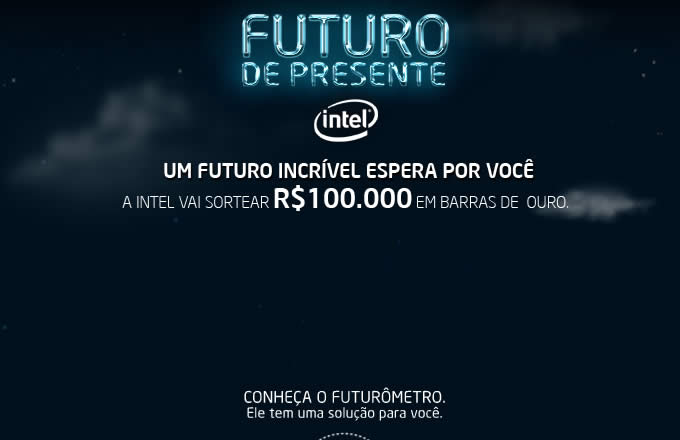 FUTURO
DE PRESENTE
intel
UM FUTURO INCRÍVEL ESPERA POR VOCÊ
A INTEL VAI SORTEAR R$100.000 EM BARRAS DE OURO.
CONHEÇA O FUTURÔMETRO.
Ele tem uma solução para você.